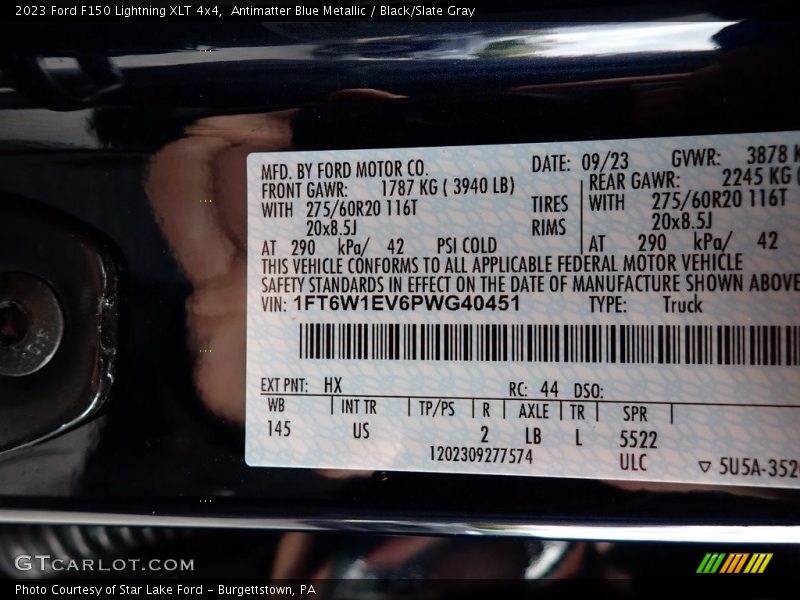 2023 Ford F150 Lightning XLT 4x4,  Antimatter Blue Metallic / Black/Slate Gray
MFD. BY FORD MOTOR CO. DATE: 09/23 GVWR: 3878 K
FRONT GAWR: 1787 KG ( 3940 LB) REAR GAWR: 2245 KG (
WITH 275/60R20 116T TIRES WITH 275/60R20 116T
20x8.5J RIMS 20x8.5J
AT 290 kPa/ 42 PSI COLD AT 290 kPa/ 42
THIS VEHICLE CONFORMS TO ALL APPLICABLE FEDERAL MOTOR VEHICLE
SAFETY STANDARDS IN EFFECT ON THE DATE OF MANUFACTURE SHOWN ABOVE
VIN: 1FT6W1EV6PWG40451 TYPE: Truck
EXT PNT: HX RC: 44 DSO:
WB INT TR TP/PS R AXLE TR SPR
145 US 2 LB L 5522
1202309277574 ULC ▽ 5U5A-352
GTCARLOT.COM
Photo Courtesy of Star Lake Ford - Burgettstown, PA